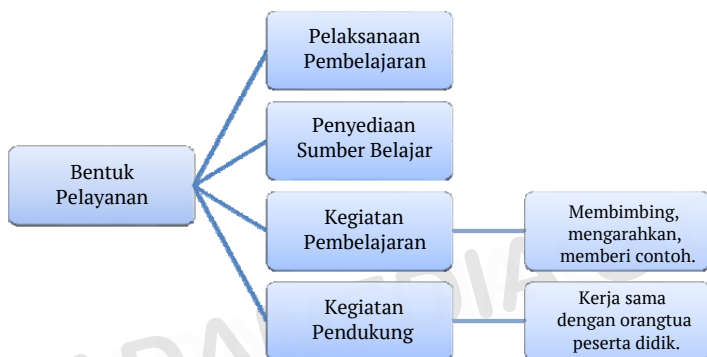 Pelaksanaan
Pembelajaran
Penyediaan
Sumber Belajar
Bentuk
Pelayanan
Kegiatan
Pembelajaran
Membimbing,
mengarahkan,
memberi contoh.
Kegiatan
Pendukung
Kerja sama
dengan orangtua
peserta didik.